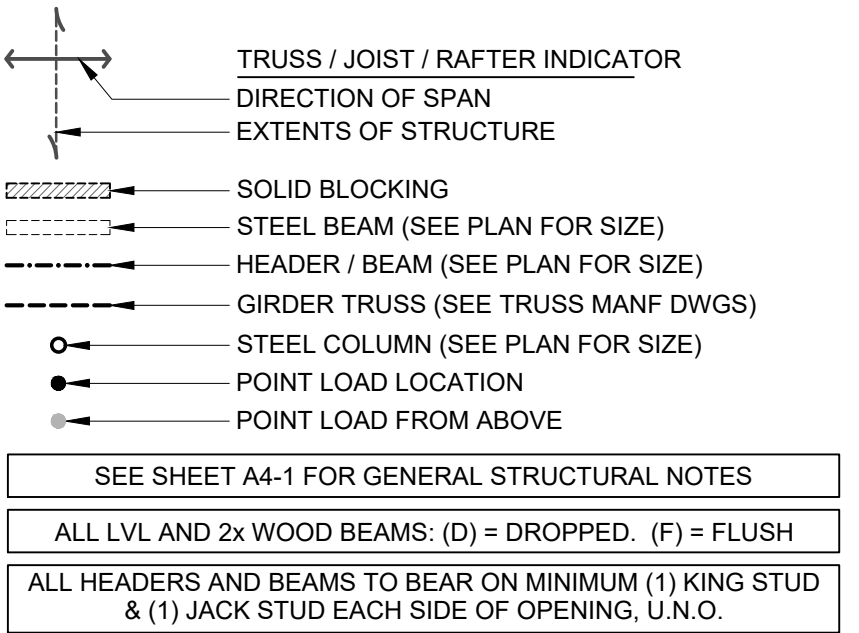 TRUSS / JOIST / RAFTER INDICATOR
DIRECTION OF SPAN
EXTENTS OF STRUCTURE
SOLID BLOCKING
STEEL BEAM (SEE PLAN FOR SIZE)
HEADER / BEAM (SEE PLAN FOR SIZE)
GIRDER TRUSS (SEE TRUSS MANF DWGS)
STEEL COLUMN (SEE PLAN FOR SIZE)
POINT LOAD LOCATION
POINT LOAD FROM ABOVE
SEE SHEET A4-1 FOR GENERAL STRUCTURAL NOTES
ALL LVL AND 2x WOOD BEAMS: (D) = DROPPED. (F) = FLUSH
ALL HEADERS AND BEAMS TO BEAR ON MINIMUM (1) KING STUD
& (1) JACK STUD EACH SIDE OF OPENING, U.N.O.